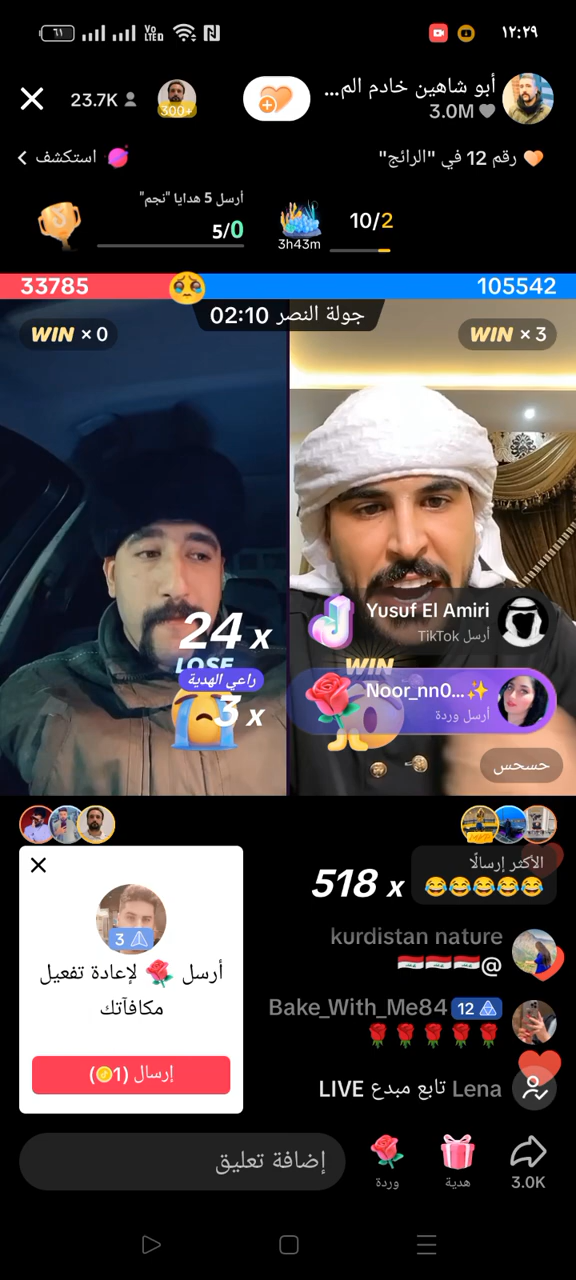 ٦١
Vo LTED
١٢:٢٩
أبو شاهين خادم الم...
3.0M
300+
23.7K
رقم 12 في "الرائج"
استكشف
10/2
3h43m
أرسل 5 هدايا "نجم"
5/0
33785
105542
جولة النصر 02:10
WIN × 0
WIN × 3
24 x
LOSE
راعي الهدية
3 x
Yusuf El Amiri
أرسل TikTok
WIN
Noor_nn0...✨
أرسل وردة
حسحس
الأكثر إرسالًا
😂😂😂😂😂
518 x
kurdistan nature
@🇮🇶🇮🇶🇮🇶
Bake_With_Me84 12
🌹🌹🌹🌹🌹
Lena تابع مبدع LIVE
3
أرسل 🌹 لإعادة تفعيل
مكافآتك
إرسال (1)
إضافة تعليق
وردة
هدية
3.0K